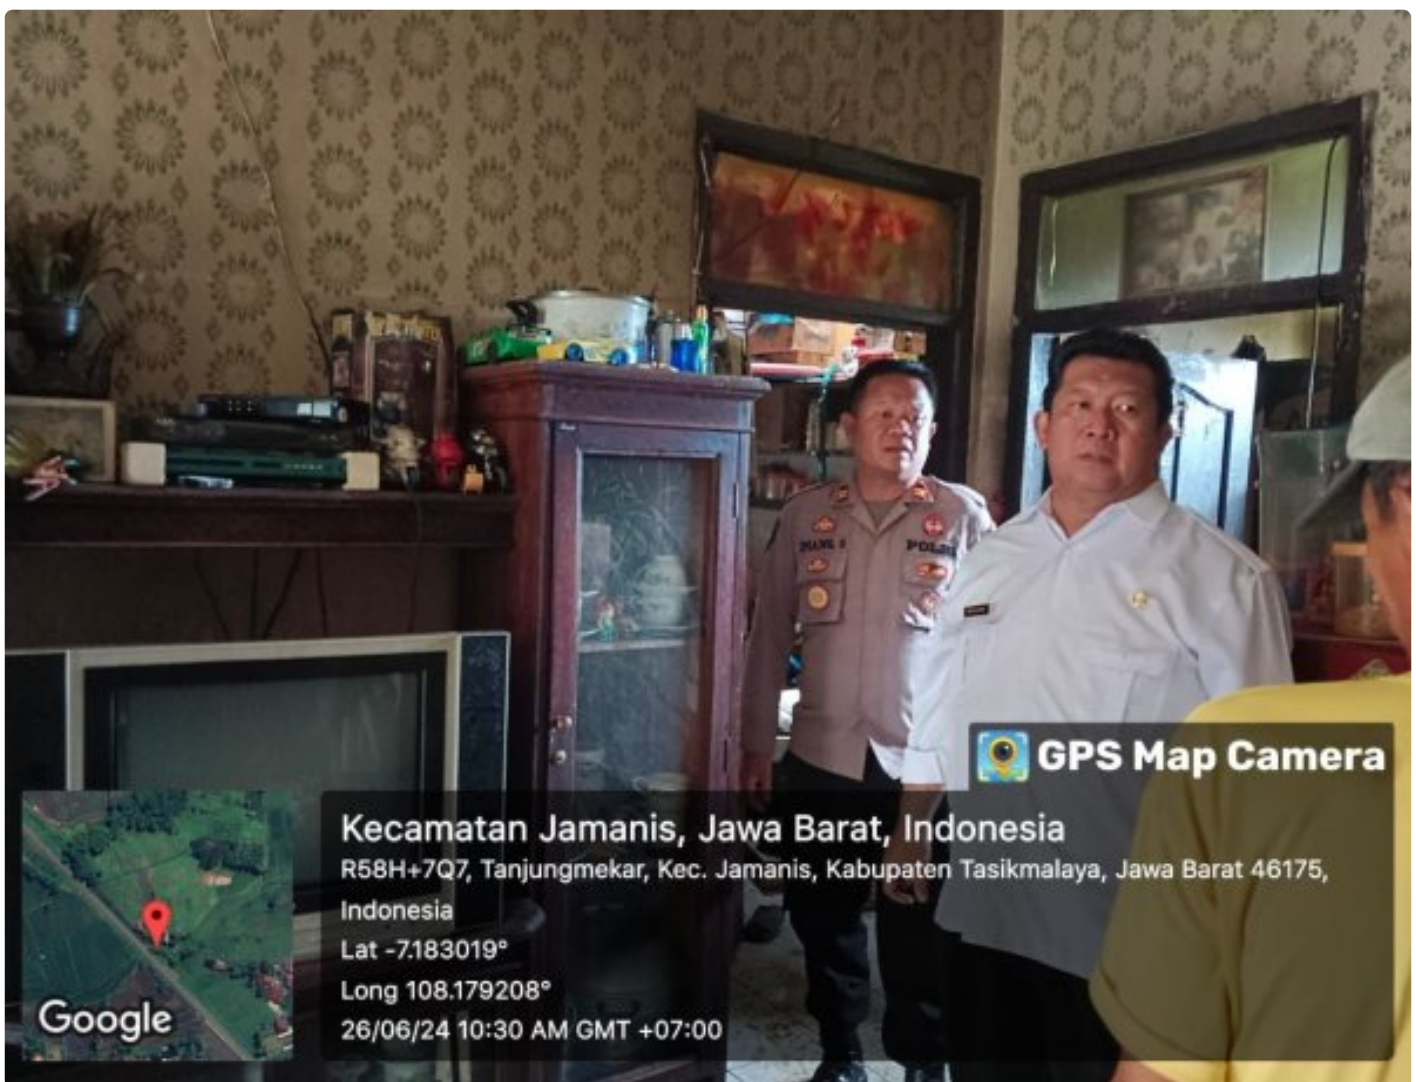 POLRI
GPS Map Camera
Kecamatan Jamanis, Jawa Barat, Indonesia
R58H+7Q7, Tanjungmekar, Kec. Jamanis, Kabupaten Tasikmalaya, Jawa Barat 46175,
Indonesia
Lat -7.183019°
Long 108.179208°
26/06/24 10:30 AM GMT +07:00
Google